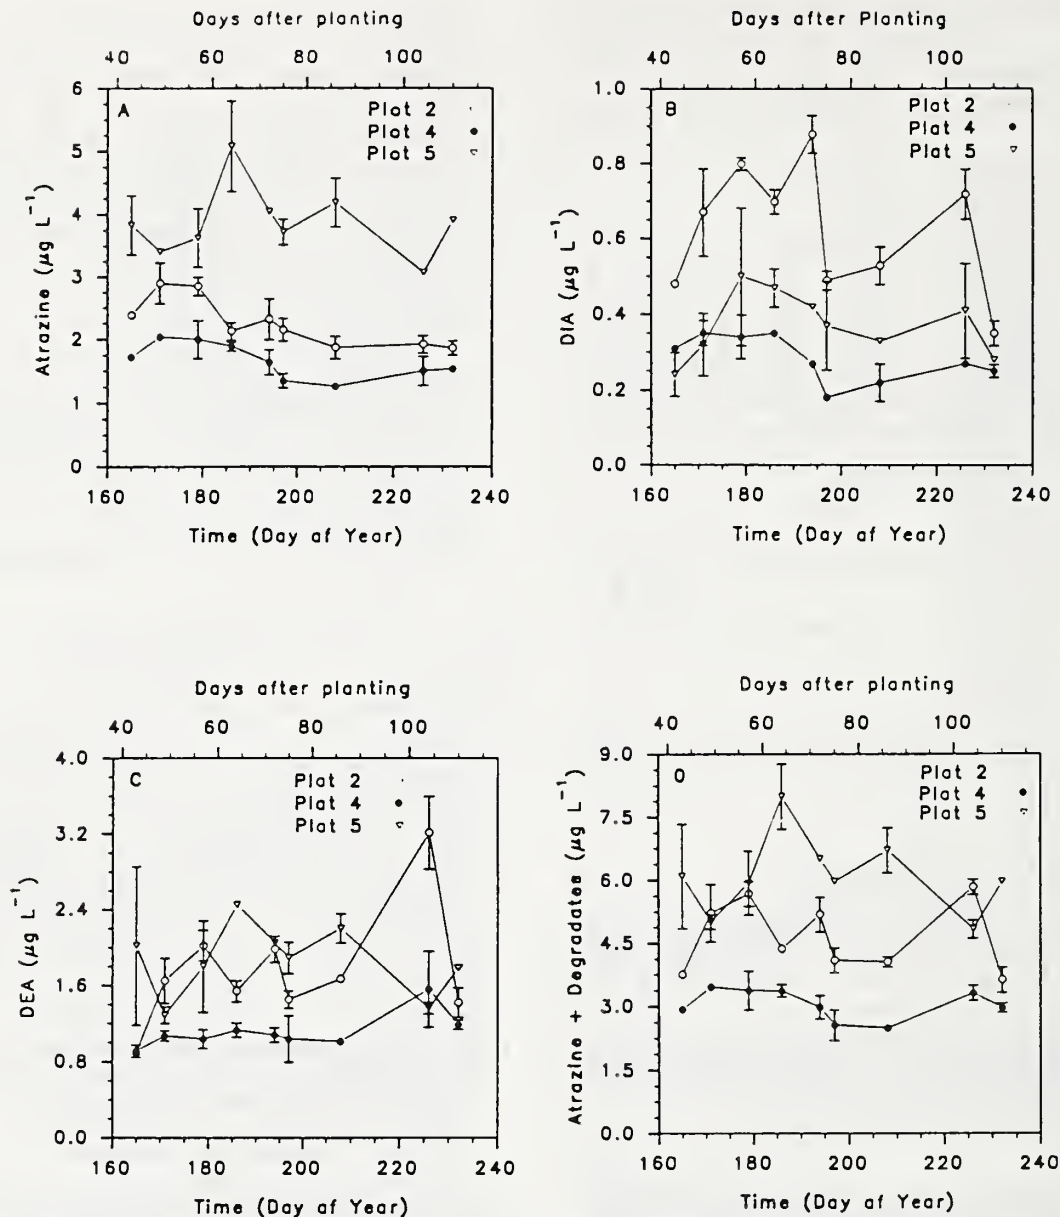 Days after planting
40 60 80 100
A
Plot 2
Plot 4
Plot 5
6
5
4
3
2
1
0
Atrazine (μg L⁻¹)
160 180 200 220 240
Time (Day of Year)
Days after Planting
40 60 80 100
B
Plot 2
Plot 4
Plot 5
1.0
0.8
0.6
0.4
0.2
0.0
DIA (μg L⁻¹)
160 180 200 220 240
Time (Day of Year)
Days after planting
40 60 80 100
C
Plot 2
Plot 4
Plot 5
4.0
3.2
2.4
1.6
0.8
0.0
DEA (μg L⁻¹)
160 180 200 220 240
Time (Day of Year)
Days after planting
40 60 80 100
D
Plot 2
Plot 4
Plot 5
9.0
7.5
6.0
4.5
3.0
1.5
0.0
Atrazine + Degradates (μg L⁻¹)
160 180 200 220 240
Time (Day of Year)